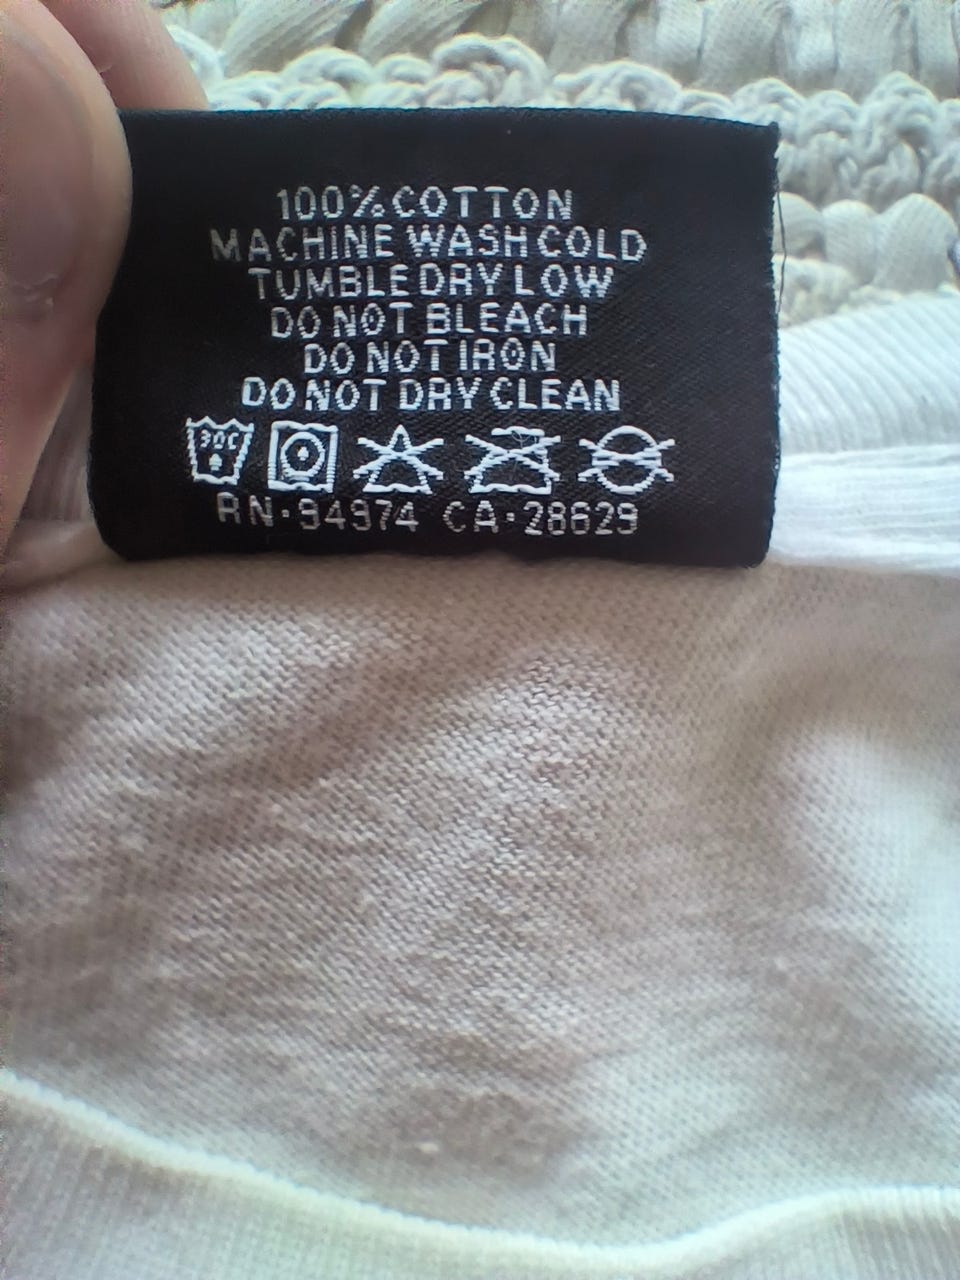 100% COTTON
MACHINE WASH COLD
TUMBLE DRY LOW
DO NOT BLEACH
DO NOT IRON
DO NOT DRY CLEAN
30C
RN·94974 CA·28629